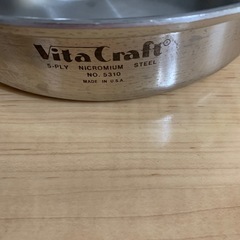 Vita Craft®
5-PLY NICROMIUM STEEL
NO. 5310
MADE IN U.S.A.